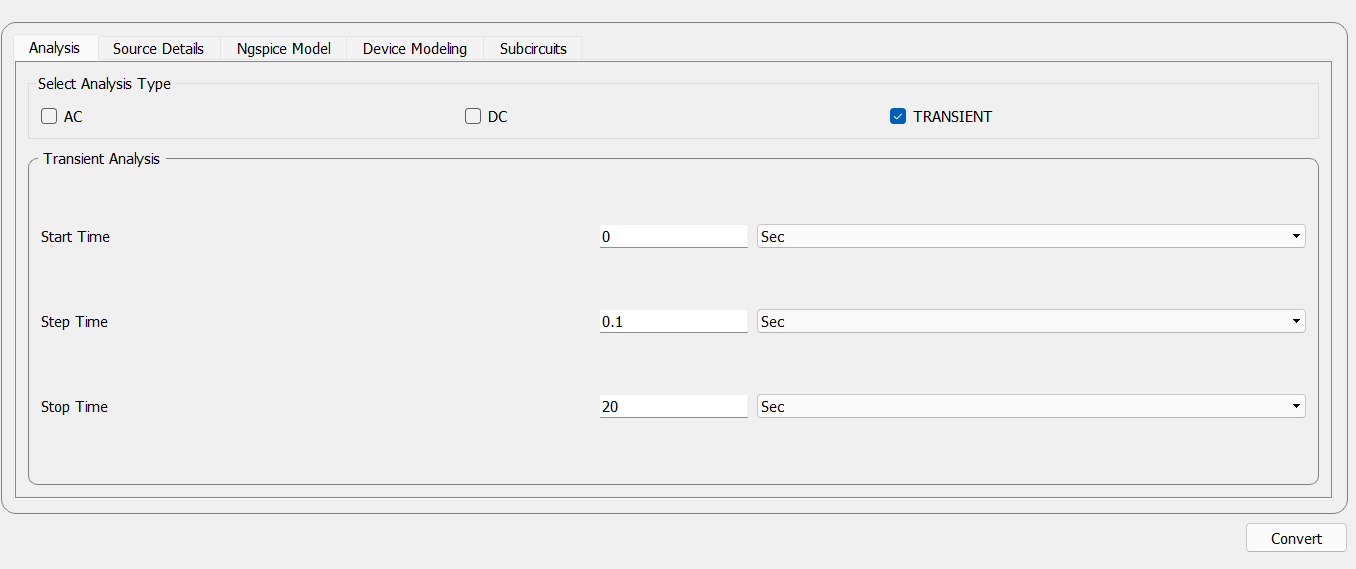 Analysis Source Details Ngspice Model Device Modeling Subcircuits
Select Analysis Type
AC DC TRANSIENT
Transient Analysis
Start Time 0 Sec
Step Time 0.1 Sec
Stop Time 20 Sec
Convert